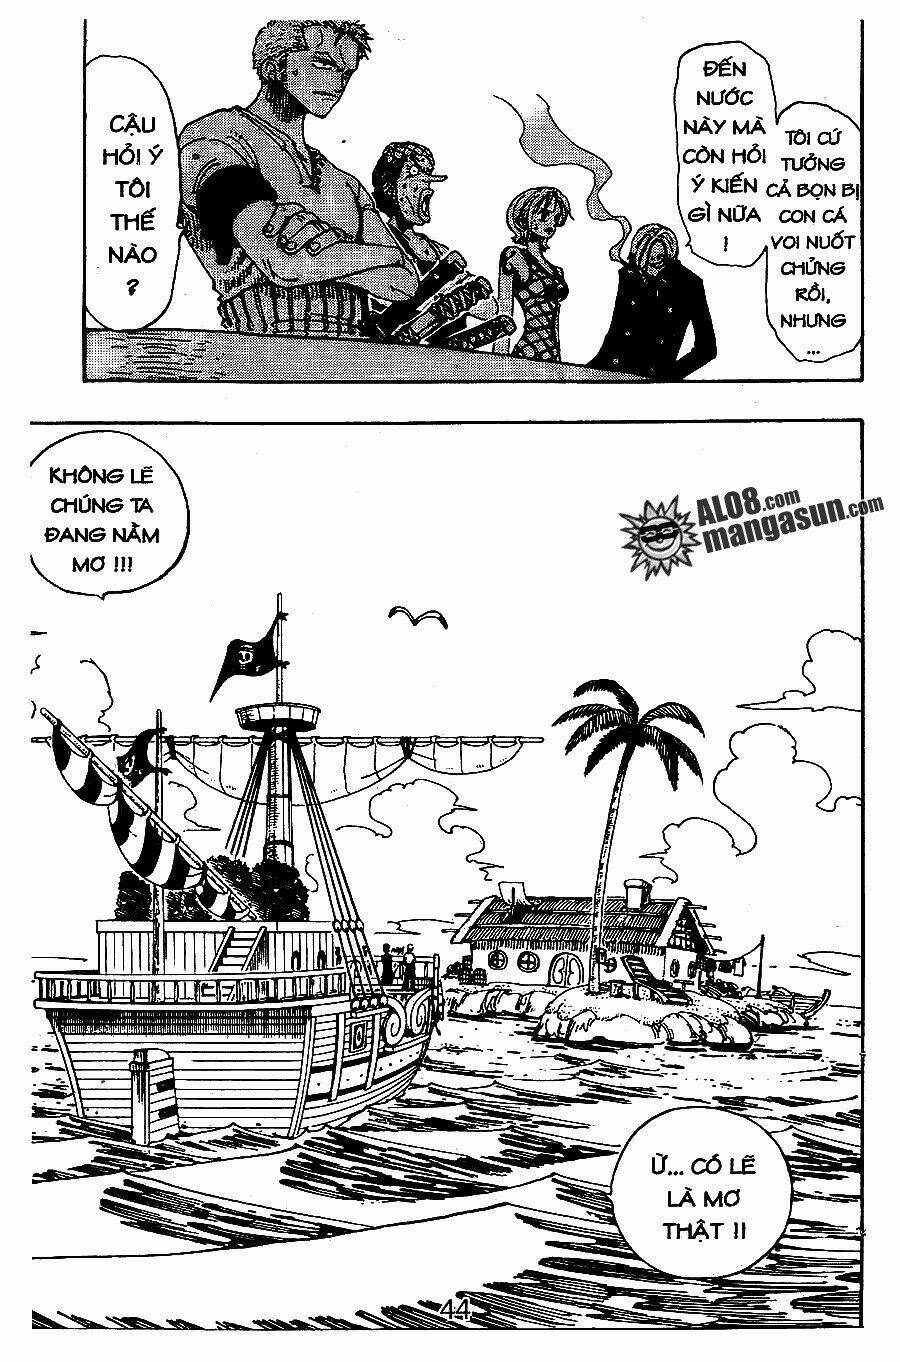 TÔI CỨ
TƯỞNG
CẢ BỌN BỊ
CON CÁ
VOI NUỐT
CHỬNG
RỒI,
NHƯNG
...
ĐẾN
NƯỚC
NÀY MÀ
CÒN HỎI
Ý KIẾN
GÌ NỮA
!
CẬU
HỎI Ý
TÔI
THẾ
NÀO
?
KHÔNG LẼ
CHÚNG TA
ĐANG NẰM
MƠ !!!
AL08.com
mangasun.com
Ừ... CÓ LẼ
LÀ MƠ
THẬT !!
44